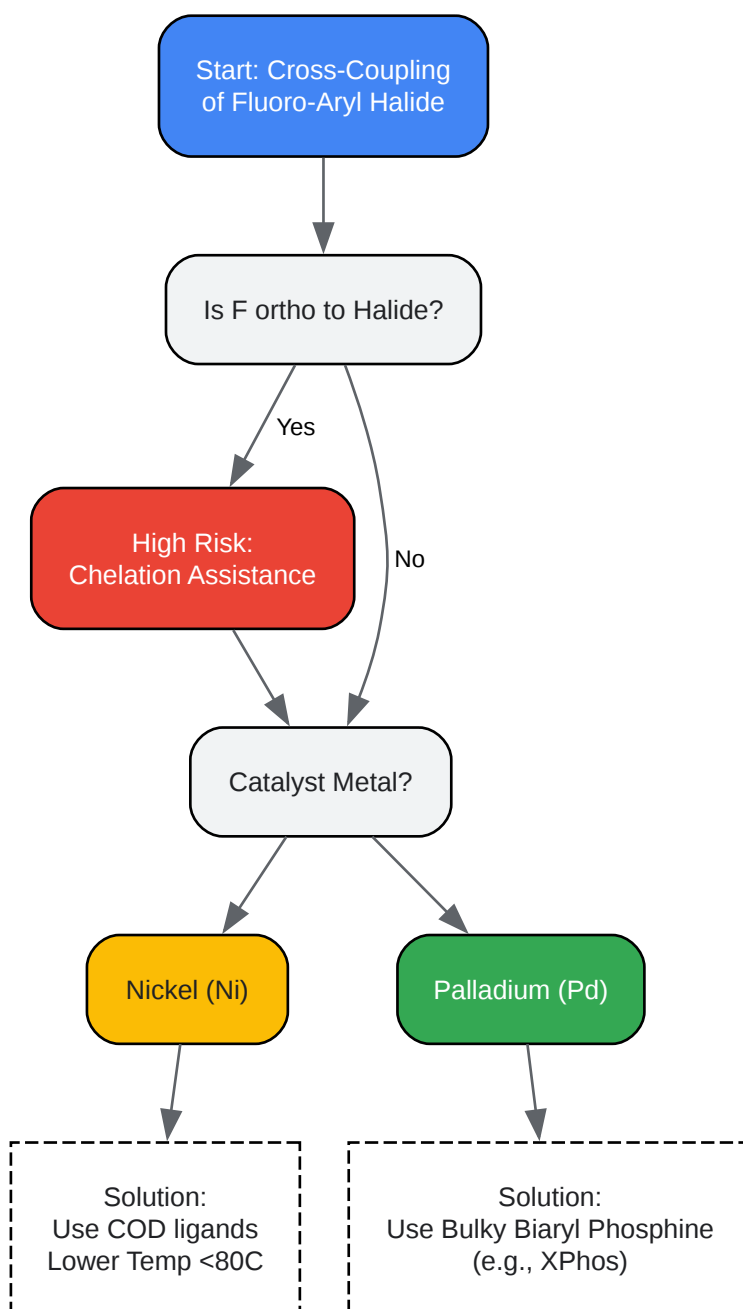 Start: Cross-Coupling
of Fluoro-Aryl Halide
Is F ortho to Halide?
Yes
No
High Risk:
Chelation Assistance
Catalyst Metal?
Nickel (Ni)
Palladium (Pd)
Solution:
Use COD ligands
Lower Temp <80C
Solution:
Use Bulky Biaryl Phosphine
(e.g., XPhos)